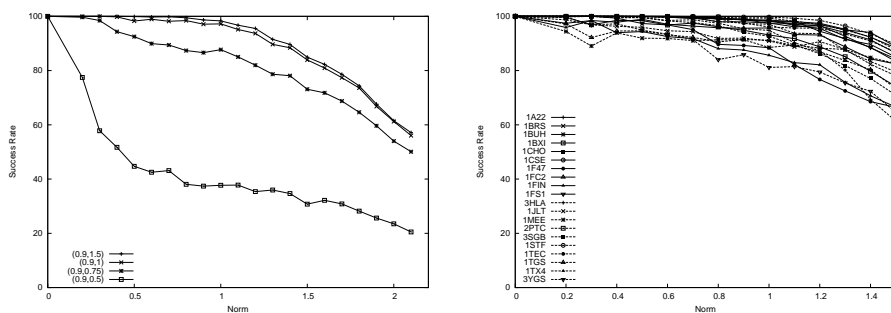 100
80
60
40
20
0
Success Rate
(0.9,1.5)
(0.9,1)
(0.9,0.75)
(0.9,0.5)
0 0.5 1 1.5 2
Norm
100
80
60
40
20
0
Success Rate
1A22
1BRS
1BUH
1BXI
1CHO
1CSE
1F47
1FC2
1FIN
1FS1
3HLA
1JLT
1MEE
2PTC
3SGB
1STF
1TEC
1TGS
1TX4
3YGS
0 0.2 0.4 0.6 0.8 1 1.2 1.4
Norm